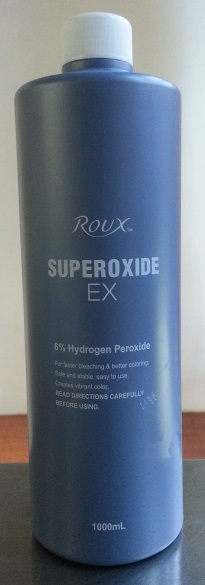 ROUX™
SUPEROXIDE
EX
6% Hydrogen Peroxide
For faster bleaching & better coloring.
Safe and stable, easy to use.
Creates vibrant color.
READ DIRECTIONS CAREFULLY
BEFORE USING.
1000mL